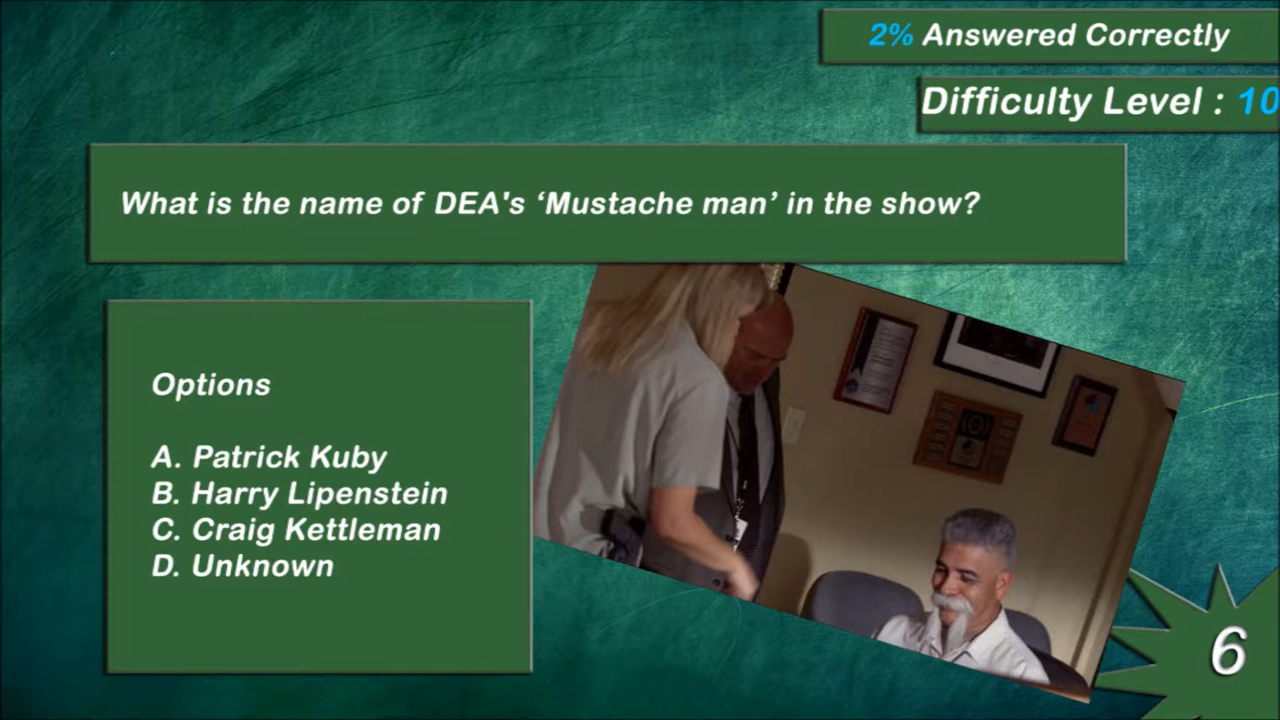 2% Answered Correctly
Difficulty Level : 10
What is the name of DEA's ‘Mustache man’ in the show?
Options
A. Patrick Kuby
B. Harry Lipenstein
C. Craig Kettleman
D. Unknown
6